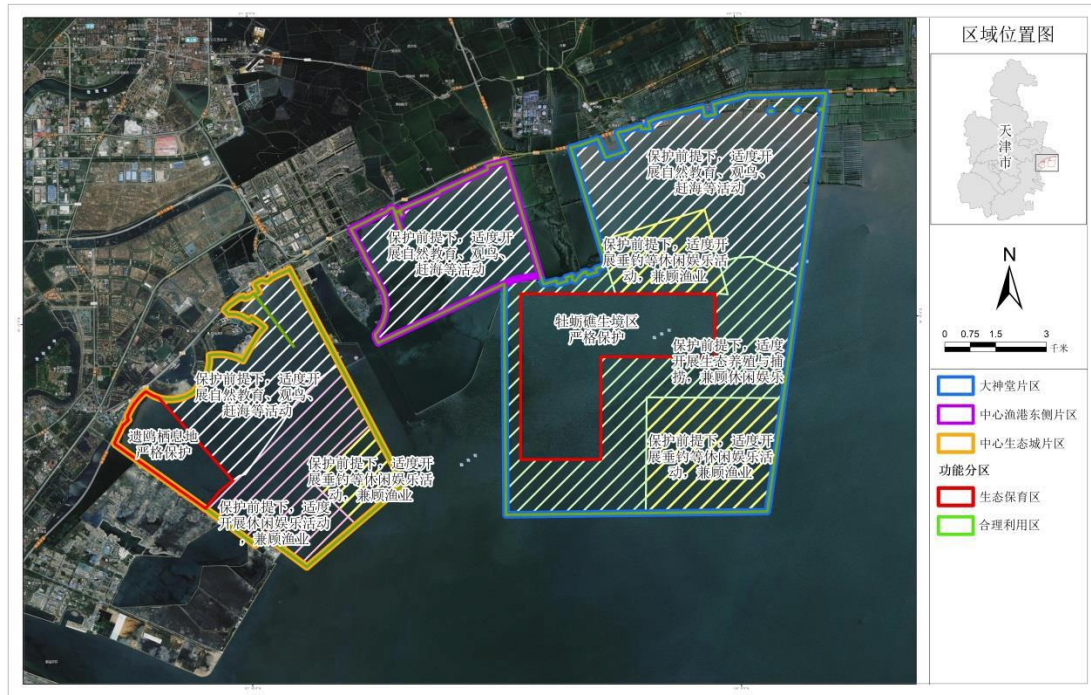 保护前提下，适度开
展自然教育、观鸟、
赶海等活动
保护前提下，适度开
展垂钓等休闲娱乐活
动，兼顾渔业
保护前提下，适度开
展自然教育、观鸟、
赶海等活动
牡蛎礁生境区
严格保护
保护前提下，适度
开展生态养殖与捕
捞，兼顾休闲娱乐
保护前提下，适度开
展垂钓等休闲娱乐活
动，兼顾渔业
保护前提下，适度开
展自然教育、观鸟、
赶海等活动
遗鸥栖息地
严格保护
保护前提下，适度开
展垂钓等休闲娱乐活
动，兼顾渔业
保护前提下，适度
开展休闲娱乐活动
，兼顾渔业
区域位置图
天津市
N
0 0.75 1.5 3
千米
大神堂片区
中心渔港东侧片区
中心生态城片区
功能分区
生态保育区
合理利用区